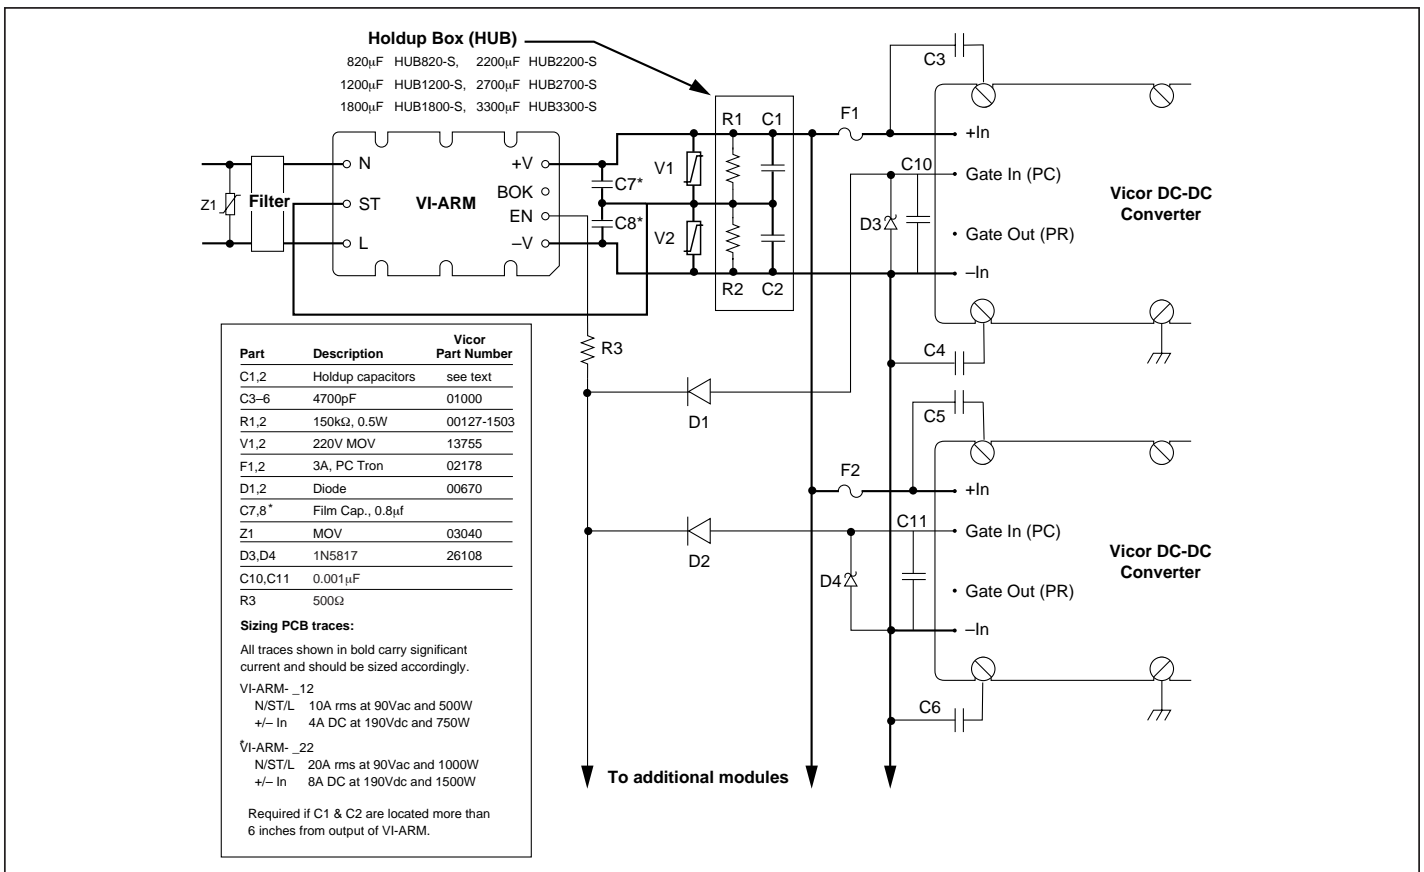 Holdup Box (HUB)
820µF HUB820-S, 2200µF HUB2200-S
1200µF HUB1200-S, 2700µF HUB2700-S
1800µF HUB1800-S, 3300µF HUB3300-S
Z1
Filter
N
ST
L
VI-ARM
+V
BOK
EN
–V
C7*
C8*
V1
V2
R1
C1
R2
C2
F1
C3
+In
C10
Gate In (PC)
D3
Gate Out (PR)
–In
Vicor DC-DC
Converter
C4
R3
D1
C5
F2
+In
C11
Gate In (PC)
D2
D4
Gate Out (PR)
–In
Vicor DC-DC
Converter
C6
To additional modules
Vicor
Part Description Part Number
C1,2 Holdup capacitors see text
C3–6 4700pF 01000
R1,2 150kΩ, 0.5W 00127-1503
V1,2 220V MOV 13755
F1,2 3A, PC Tron 02178
D1,2 Diode 00670
C7,8* Film Cap., 0.8µf
Z1 MOV 03040
D3,D4 1N5817 26108
C10,C11 0.001µF
R3 500Ω
Sizing PCB traces:
All traces shown in bold carry significant
current and should be sized accordingly.
VI-ARM- _12
N/ST/L 10A rms at 90Vac and 500W
+/– In 4A DC at 190Vdc and 750W
*VI-ARM- _22
N/ST/L 20A rms at 90Vac and 1000W
+/– In 8A DC at 190Vdc and 1500W
Required if C1 & C2 are located more than
6 inches from output of VI-ARM.